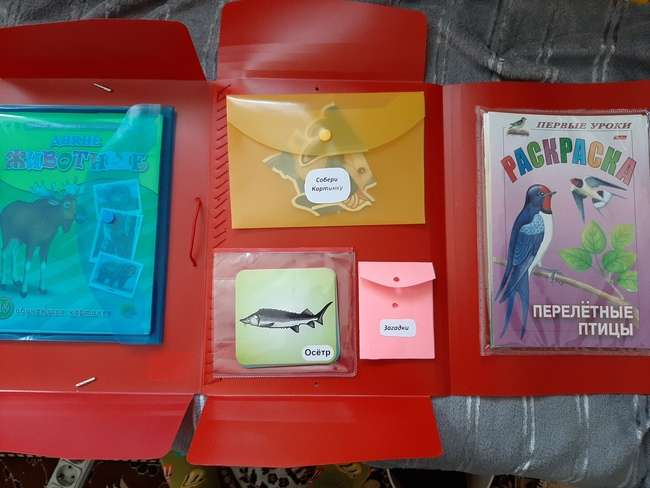 ДИКИЕ
ЖИВОТНЫЕ
Собери
Картинку
Осётр
Загадки
ПЕРВЫЕ УРОКИ
РАСКРАСКА
ПЕРЕЛЁТНЫЕ
ПТИЦЫ